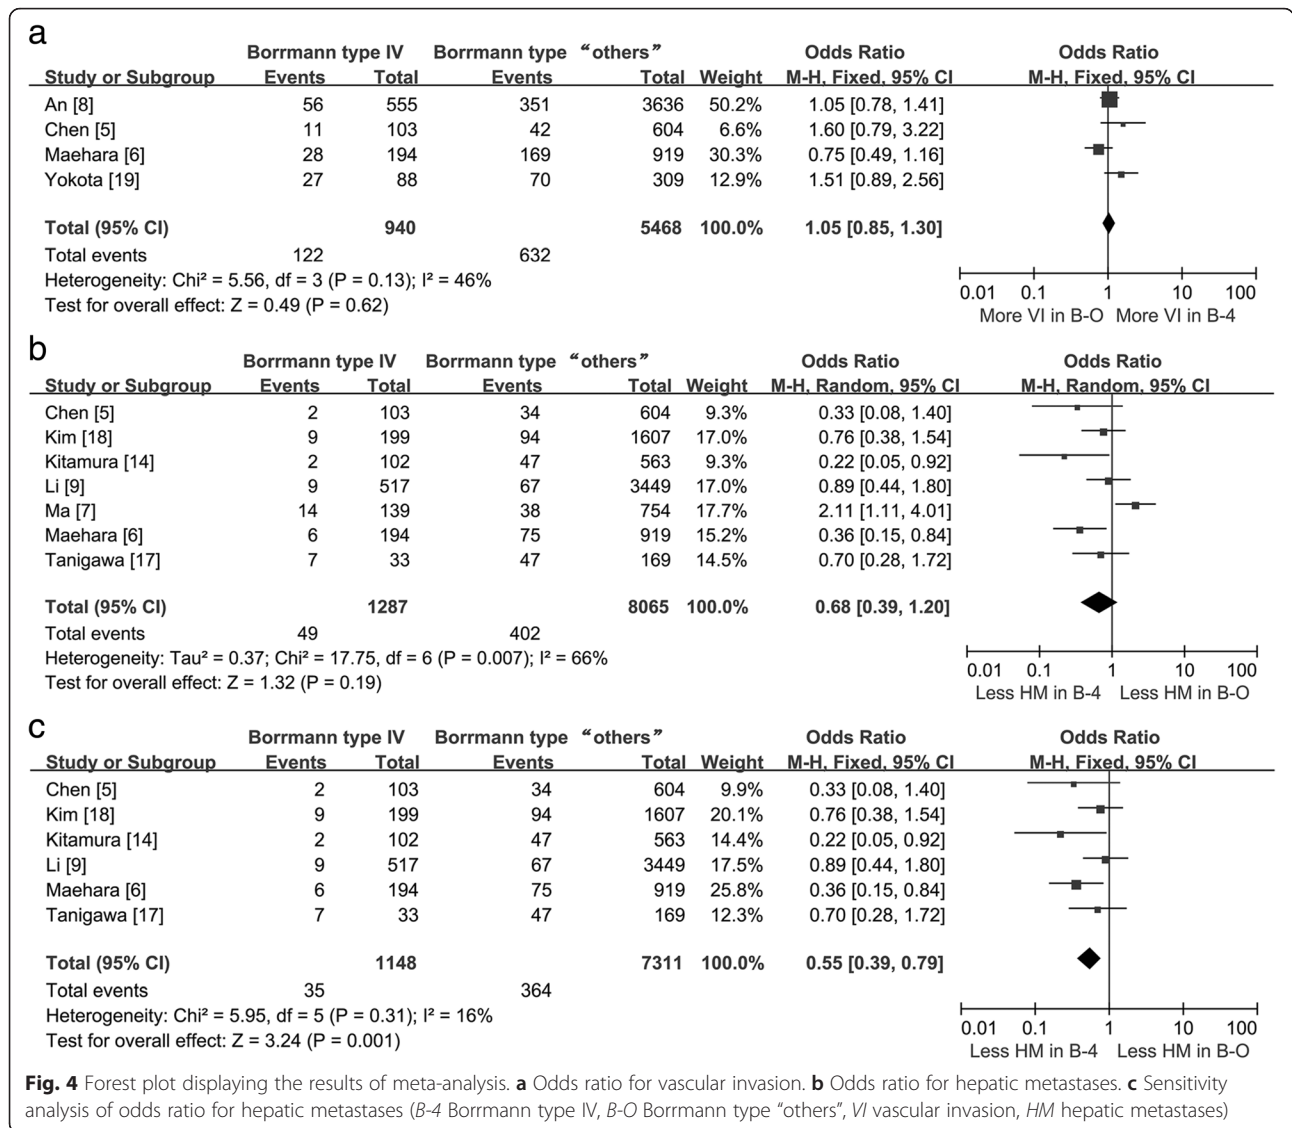 a
Borrmann type IV Borrmann type “others” Odds Ratio Odds Ratio
Study or Subgroup Events Total Events Total Weight M-H, Fixed, 95% CI M-H, Fixed, 95% CI
An [8] 56 555 351 3636 50.2% 1.05 [0.78, 1.41]
Chen [5] 11 103 42 604 6.6% 1.60 [0.79, 3.22]
Maehara [6] 28 194 169 919 30.3% 0.75 [0.49, 1.16]
Yokota [19] 27 88 70 309 12.9% 1.51 [0.89, 2.56]
Total (95% CI) 940 5468 100.0% 1.05 [0.85, 1.30]
Total events 122 632
Heterogeneity: Chi² = 5.56, df = 3 (P = 0.13); I² = 46%
Test for overall effect: Z = 0.49 (P = 0.62)
0.01 0.1 1 10 100
More VI in B-O More VI in B-4
b
Borrmann type IV Borrmann type “others” Odds Ratio Odds Ratio
Study or Subgroup Events Total Events Total Weight M-H, Random, 95% CI M-H, Random, 95% CI
Chen [5] 2 103 34 604 9.3% 0.33 [0.08, 1.40]
Kim [18] 9 199 94 1607 17.0% 0.76 [0.38, 1.54]
Kitamura [14] 2 102 47 563 9.3% 0.22 [0.05, 0.92]
Li [9] 9 517 67 3449 17.0% 0.89 [0.44, 1.80]
Ma [7] 14 139 38 754 17.7% 2.11 [1.11, 4.01]
Maehara [6] 6 194 75 919 15.2% 0.36 [0.15, 0.84]
Tanigawa [17] 7 33 47 169 14.5% 0.70 [0.28, 1.72]
Total (95% CI) 1287 8065 100.0% 0.68 [0.39, 1.20]
Total events 49 402
Heterogeneity: Tau² = 0.37; Chi² = 17.75, df = 6 (P = 0.007); I² = 66%
Test for overall effect: Z = 1.32 (P = 0.19)
0.01 0.1 1 10 100
Less HM in B-4 Less HM in B-O
c
Borrmann type IV Borrmann type “others” Odds Ratio Odds Ratio
Study or Subgroup Events Total Events Total Weight M-H, Fixed, 95% CI M-H, Fixed, 95% CI
Chen [5] 2 103 34 604 9.9% 0.33 [0.08, 1.40]
Kim [18] 9 199 94 1607 20.1% 0.76 [0.38, 1.54]
Kitamura [14] 2 102 47 563 14.4% 0.22 [0.05, 0.92]
Li [9] 9 517 67 3449 17.5% 0.89 [0.44, 1.80]
Maehara [6] 6 194 75 919 25.8% 0.36 [0.15, 0.84]
Tanigawa [17] 7 33 47 169 12.3% 0.70 [0.28, 1.72]
Total (95% CI) 1148 7311 100.0% 0.55 [0.39, 0.79]
Total events 35 364
Heterogeneity: Chi² = 5.95, df = 5 (P = 0.31); I² = 16%
Test for overall effect: Z = 3.24 (P = 0.001)
0.01 0.1 1 10 100
Less HM in B-4 Less HM in B-O
Fig. 4 Forest plot displaying the results of meta-analysis. a Odds ratio for vascular invasion. b Odds ratio for hepatic metastases. c Sensitivity
analysis of odds ratio for hepatic metastases (B-4 Borrmann type IV, B-O Borrmann type “others”, VI vascular invasion, HM hepatic metastases)